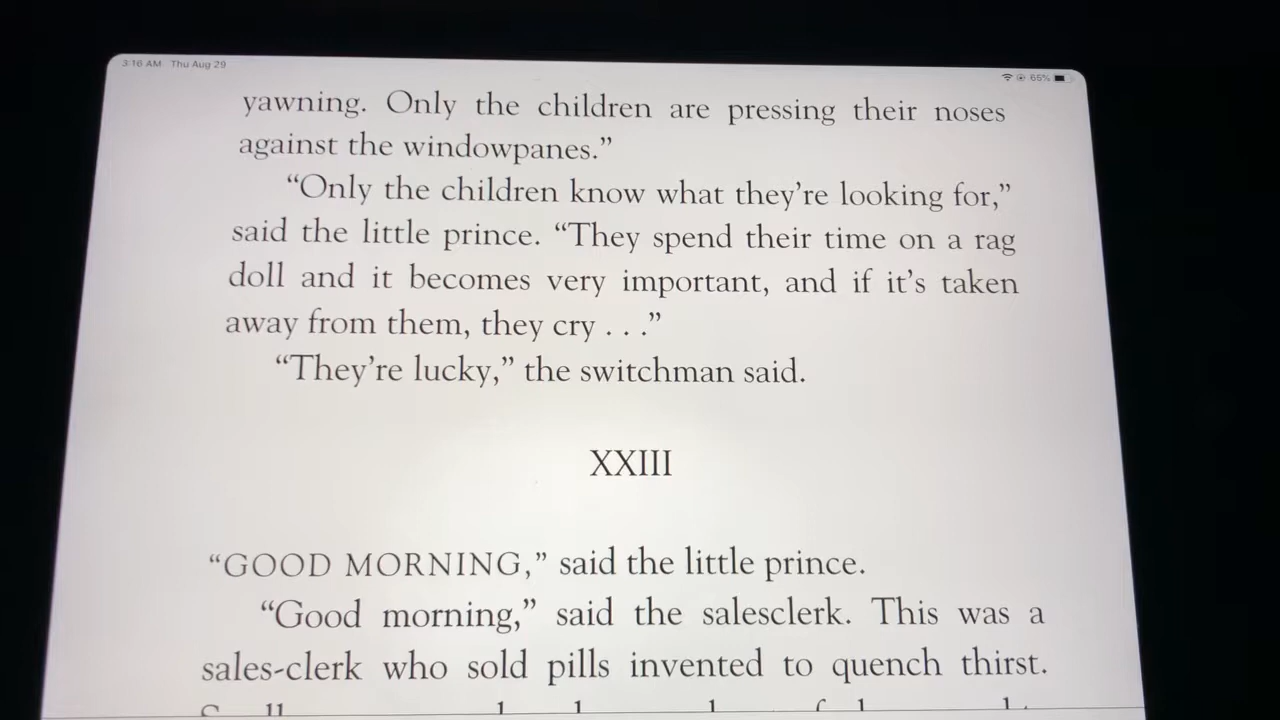 3:16 AM Thu Aug 29
65%
yawning. Only the children are pressing their noses
against the windowpanes.”
“Only the children know what they’re looking for,”
said the little prince. “They spend their time on a rag
doll and it becomes very important, and if it’s taken
away from them, they cry . . .”
“They’re lucky,” the switchman said.
XXIII
“GOOD MORNING,” said the little prince.
“Good morning,” said the salesclerk. This was a
sales-clerk who sold pills invented to quench thirst.